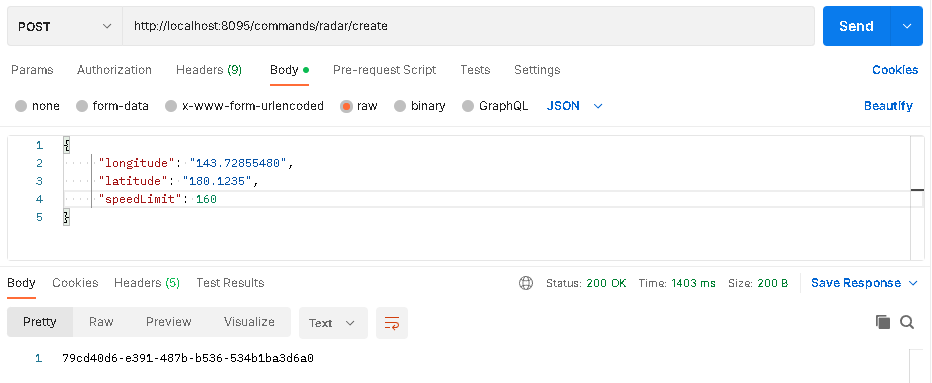 POST http://localhost:8095/commands/radar/create Send
Params Authorization Headers (9) Body Pre-request Script Tests Settings Cookies
none form-data x-www-form-urlencoded raw binary GraphQL JSON Beautify
1 {
2 "longitude": "143.72855480",
3 "latitude": "180.1235",
4 "speedLimit": 160
5 }
Body Cookies Headers (5) Test Results Status: 200 OK Time: 1403 ms Size: 200 B Save Response
Pretty Raw Preview Visualize Text
1 79cd40d6-e391-487b-b536-534b1ba3d6a0